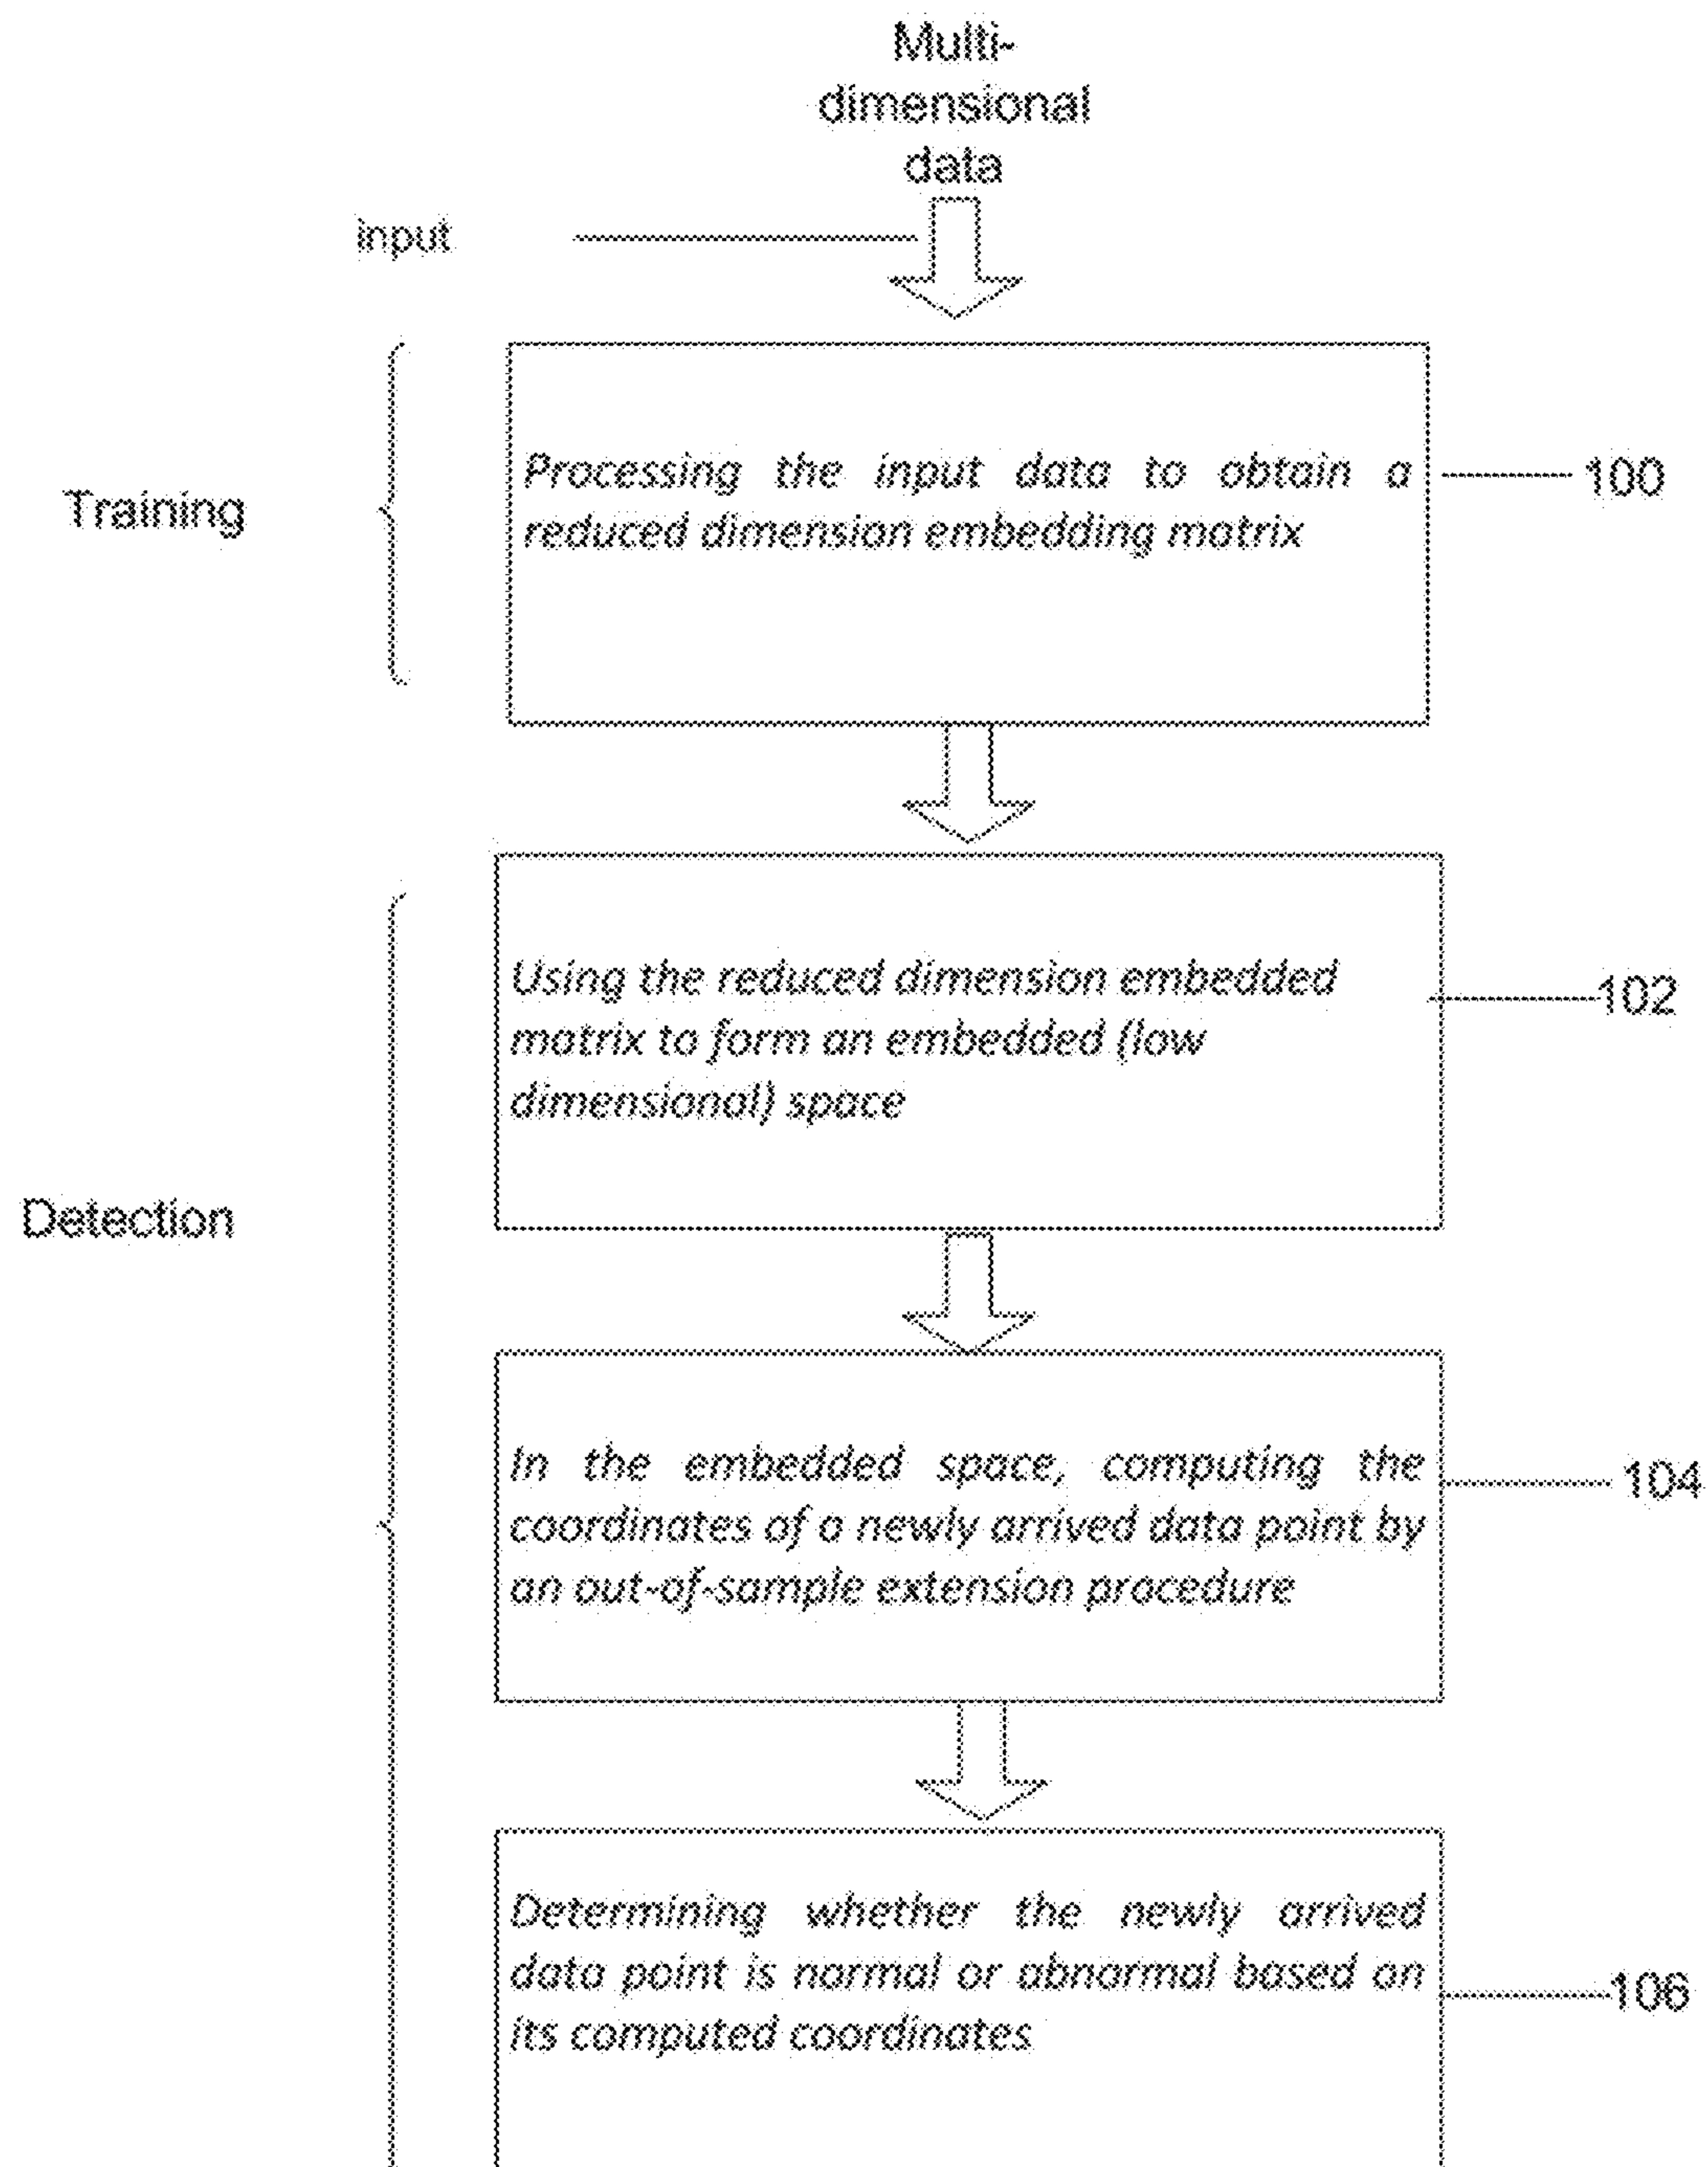 Multi-
dimensional
data
input
Training
Processing the input data to obtain a
reduced dimension embedding matrix
100
Using the reduced dimension embedded
matrix to form an embedded (low
dimensional) space
102
Detection
In the embedded space, computing the
coordinates of a newly arrived data point by
an out-of-sample extension procedure
104
Determining whether the newly arrived
data point is normal or abnormal based on
its computed coordinates
106